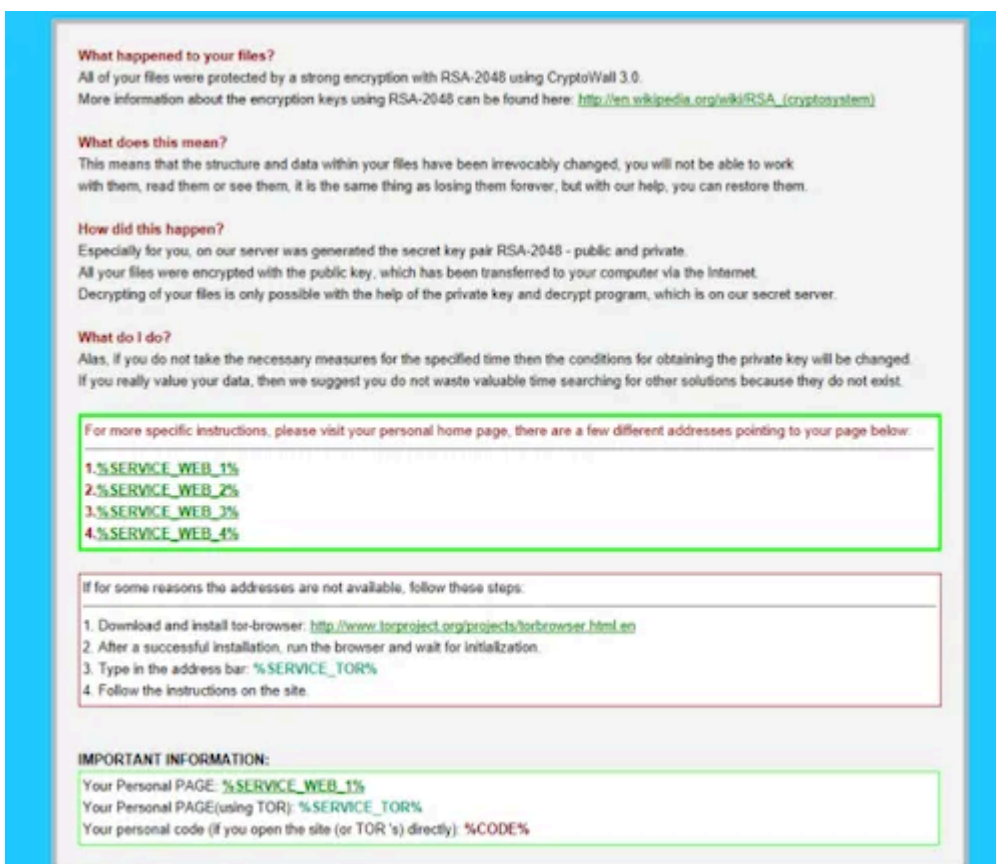 What happened to your files?
All of your files were protected by a strong encryption with RSA-2048 using CryptoWall 3.0.
More information about the encryption keys using RSA-2048 can be found here: http://en.wikipedia.org/wiki/RSA_(cryptosystem)
What does this mean?
This means that the structure and data within your files have been irrevocably changed, you will not be able to work
with them, read them or see them, it is the same thing as losing them forever, but with our help, you can restore them.
How did this happen?
Especially for you, on our server was generated the secret key pair RSA-2048 - public and private.
All your files were encrypted with the public key, which has been transferred to your computer via the Internet.
Decrypting of your files is only possible with the help of the private key and decrypt program, which is on our secret server.
What do I do?
Alas, if you do not take the necessary measures for the specified time then the conditions for obtaining the private key will be changed.
If you really value your data, then we suggest you do not waste valuable time searching for other solutions because they do not exist.
For more specific instructions, please visit your personal home page, there are a few different addresses pointing to your page below:
1.%SERVICE_WEB_1%
2.%SERVICE_WEB_2%
3.%SERVICE_WEB_3%
4.%SERVICE_WEB_4%
If for some reasons the addresses are not available, follow these steps:
1. Download and install tor-browser: http://www.torproject.org/projects/torbrowser.html.en
2. After a successful installation, run the browser and wait for initialization.
3. Type in the address bar: %SERVICE_TOR%
4. Follow the instructions on the site.
IMPORTANT INFORMATION:
Your Personal PAGE: %SERVICE_WEB_1%
Your Personal PAGE(using TOR): %SERVICE_TOR%
Your personal code (if you open the site (or TOR 's) directly): %CODE%